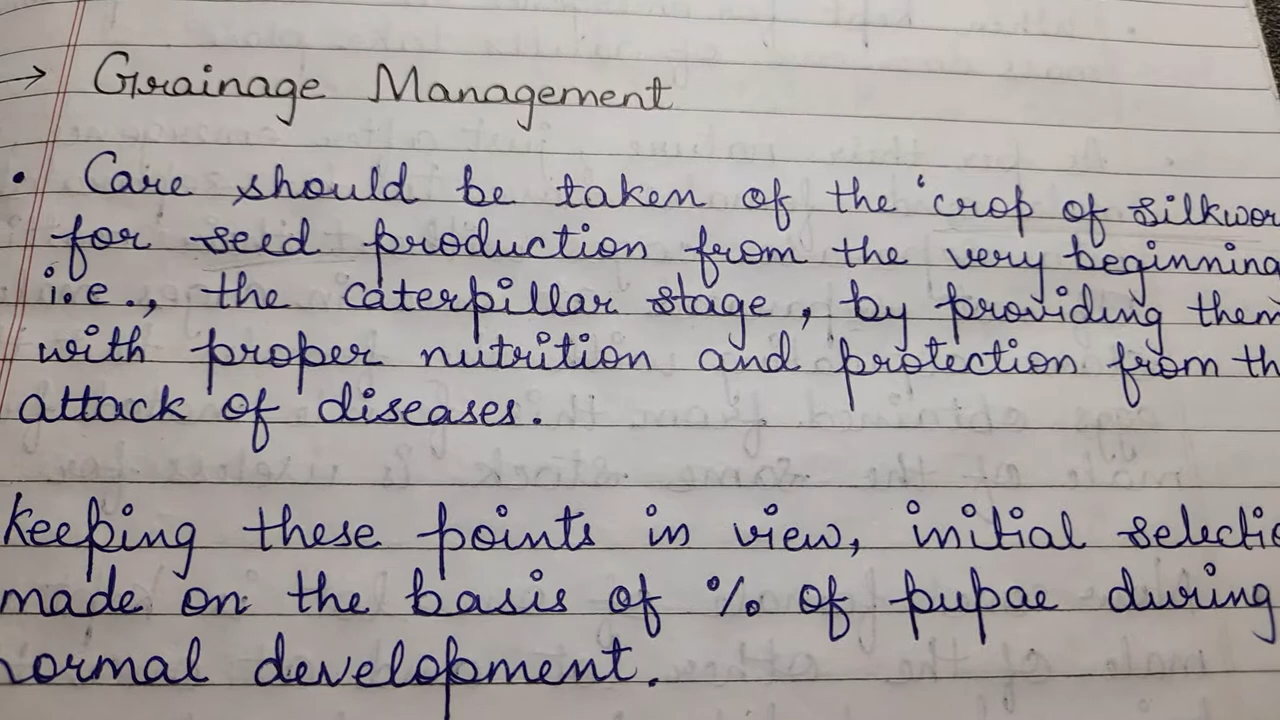 → Grainage Management
• Care should be taken of the 'crop of silkwor
for seed production from the very beginning
i.e., the caterpillar stage, by providing them
with proper nutrition and protection from th
attack of diseases.
Keeping these points in view, initial selectio
made on the basis of % of pupae during
normal development.